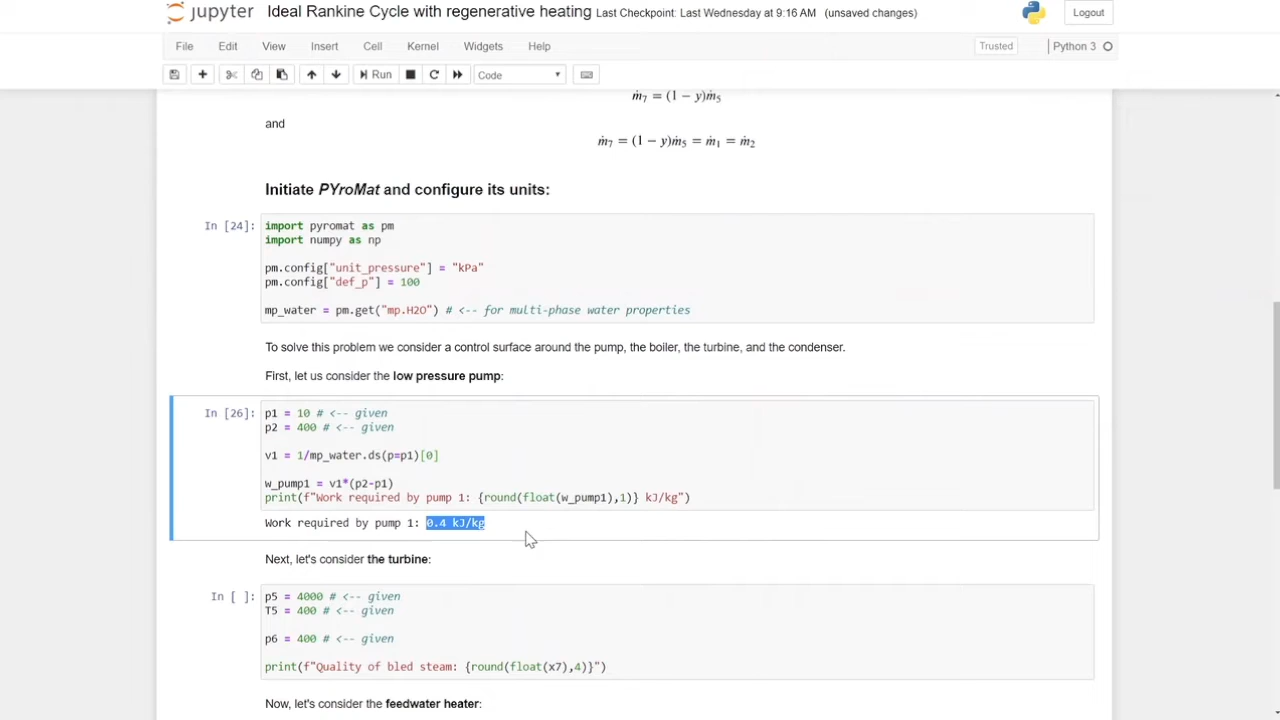 jupyter Ideal Rankine Cycle with regenerative heating Last Checkpoint: Last Wednesday at 9:16 AM (unsaved changes) Logout
File Edit View Insert Cell Kernel Widgets Help Trusted Python 3
Run Code
ṁ₇ = (1 − y)ṁ₅
and
ṁ₇ = (1 − y)ṁ₅ = ṁ₁ = ṁ₂
Initiate PYroMat and configure its units:
In [24]: import pyromat as pm
import numpy as np
pm.config["unit_pressure"] = "kPa"
pm.config["def_p"] = 100
mp_water = pm.get("mp.H2O") # <-- for multi-phase water properties
To solve this problem we consider a control surface around the pump, the boiler, the turbine, and the condenser.
First, let us consider the low pressure pump:
In [26]: p1 = 10 # <-- given
p2 = 400 # <-- given
v1 = 1/mp_water.ds(p=p1)[0]
w_pump1 = v1*(p2-p1)
print(f"Work required by pump 1: {round(float(w_pump1),1)} kJ/kg")
Work required by pump 1: 0.4 kJ/kg
Next, let's consider the turbine:
In [ ]: p5 = 4000 # <-- given
T5 = 400 # <-- given
p6 = 400 # <-- given
print(f"Quality of bled steam: {round(float(x7),4)}")
Now, let's consider the feedwater heater: